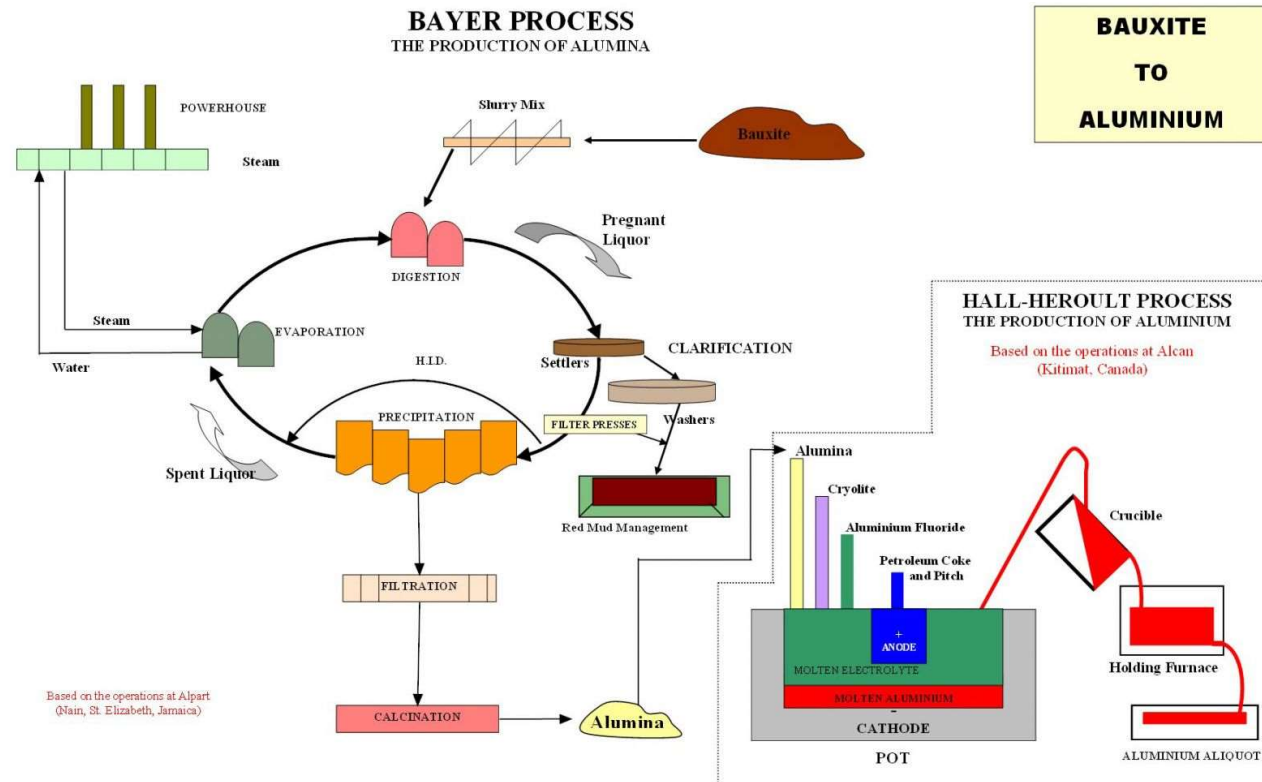 BAYER PROCESS
THE PRODUCTION OF ALUMINA
BAUXITE
TO
ALUMINIUM
POWERHOUSE
Steam
Slurry Mix
Bauxite
Pregnant
Liquor
DIGESTION
Steam
EVAPORATION
Water
H.I.D.
Settlers
CLARIFICATION
PRECIPITATION
FILTER PRESSES
Washers
Spent Liquor
Red Mud Management
FILTRATION
CALCINATION
Alumina
Based on the operations at Alpart
(Nain, St. Elizabeth, Jamaica)
HALL-HEROULT PROCESS
THE PRODUCTION OF ALUMINIUM
Based on the operations at Alcan
(Kitimat, Canada)
Alumina
Cryolite
Aluminium Fluoride
Petroleum Coke
and Pitch
Crucible
+
ANODE
MOLTEN ELECTROLYTE
MOLTEN ALUMINIUM
-
CATHODE
POT
Holding Furnace
ALUMINIUM ALIQUOT